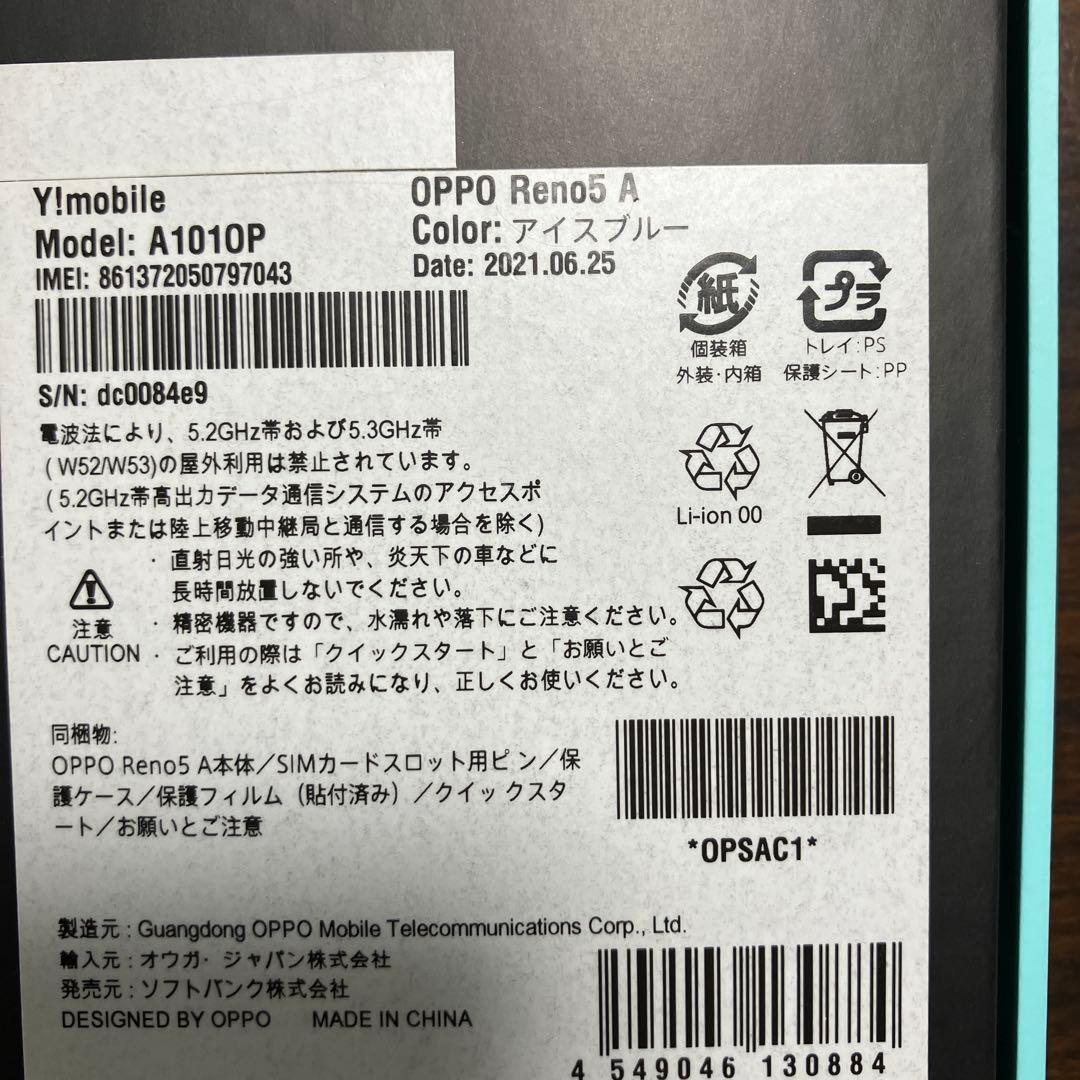 Y!mobile
Model: A101OP
IMEI: 861372050797043
OPPO Reno5 A
Color: アイスブルー
Date: 2021.06.25
紙
個装箱
外装・内箱
プラ
トレイ:PS
保護シート:PP
S/N: dc0084e9
電波法により、5.2GHz帯および5.3GHz帯
(W52/W53)の屋外利用は禁止されています。
(5.2GHz帯高出力データ通信システムのアクセスポ
イントまたは陸上移動中継局と通信する場合を除く)
Li-ion 00
注意
CAUTION
・直射日光の強い所や、炎天下の車などに
長時間放置しないでください。
・精密機器ですので、水濡れや落下にご注意ください。
・ご利用の際は「クイックスタート」と「お願いとご
注意」をよくお読みになり、正しくお使いください。
同梱物:
OPPO Reno5 A本体／SIMカードスロット用ピン／保
護ケース／保護フィルム（貼付済み）／クイックスタ
ート／お願いとご注意
*OPSAC1*
製造元:Guangdong OPPO Mobile Telecommunications Corp., Ltd.
輸入元:オウガ・ジャパン株式会社
発売元:ソフトバンク株式会社
DESIGNED BY OPPO MADE IN CHINA
4 549046 130884